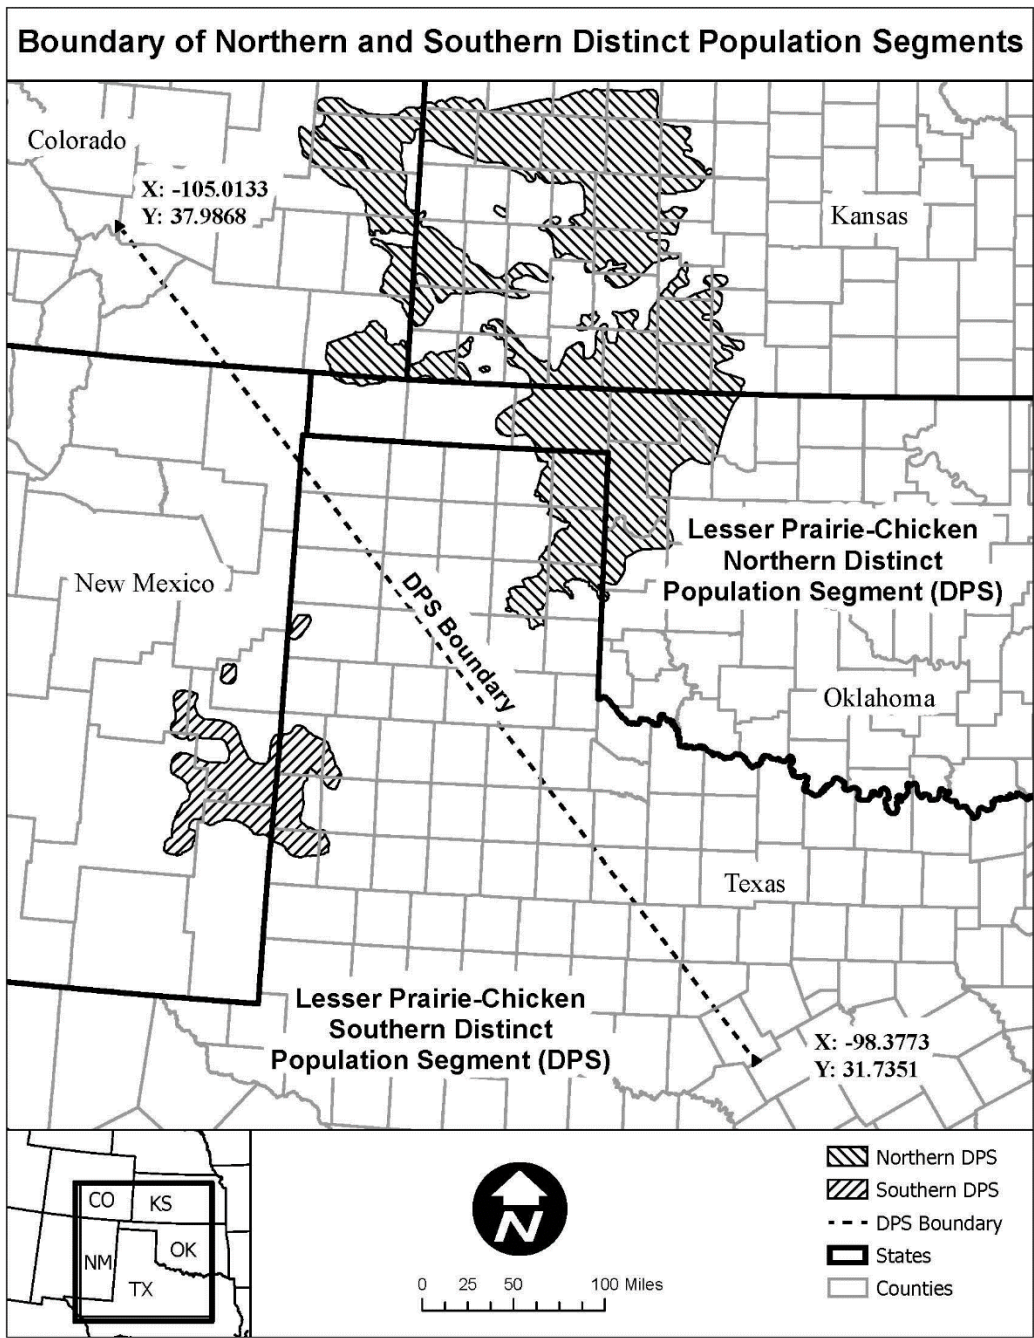 Boundary of Northern and Southern Distinct Population Segments
Colorado
X: -105.0133
Y: 37.9868
Kansas
Lesser Prairie-Chicken
Northern Distinct
Population Segment (DPS)
New Mexico
DPS Boundary
Oklahoma
Texas
Lesser Prairie-Chicken
Southern Distinct
Population Segment (DPS)
X: -98.3773
Y: 31.7351
CO
KS
NM
OK
TX
N
0 25 50 100 Miles
Northern DPS
Southern DPS
DPS Boundary
States
Counties